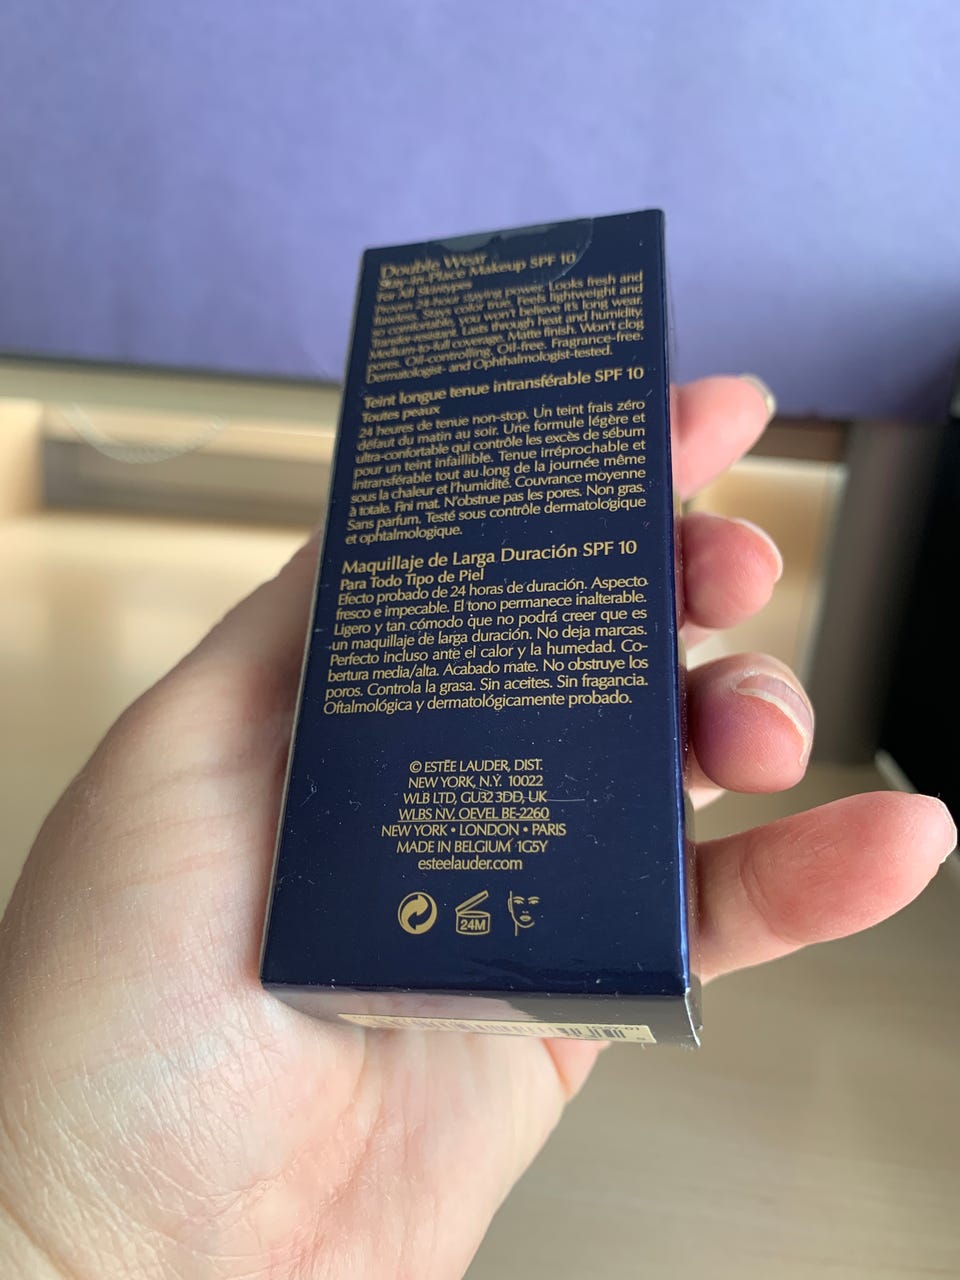 Double Wear
Stay-in-Place Makeup SPF 10
For All Skintypes
Proven 24-hour staying power. Looks fresh and
flawless. Stays color true. Feels lightweight and
so comfortable, you won't believe it's long wear.
Transfer-resistant. Lasts through heat and humidity.
Medium-to-full coverage. Matte finish. Won't clog
pores. Oil-controlling. Oil-free. Fragrance-free.
Dermatologist- and Ophthalmologist-tested.
Teint longue tenue intransférable SPF 10
Toutes peaux
24 heures de tenue non-stop. Un teint frais zéro
défaut du matin au soir. Une formule légère et
ultra-confortable qui contrôle les excès de sébum
pour un teint infaillible. Tenue irréprochable et
intransférable tout au long de la journée même
sous la chaleur et l'humidité. Couvrance moyenne
à totale. Fini mat. N'obstrue pas les pores. Non gras.
Sans parfum. Testé sous contrôle dermatologique
et ophtalmologique.
Maquillaje de Larga Duración SPF 10
Para Todo Tipo de Piel
Efecto probado de 24 horas de duración. Aspecto
fresco e impecable. El tono permanece inalterable.
Ligero y tan cómodo que no podrá creer que es
un maquillaje de larga duración. No deja marcas.
Perfecto incluso ante el calor y la humedad. Co-
bertura media/alta. Acabado mate. No obstruye los
poros. Controla la grasa. Sin aceites. Sin fragancia.
Oftalmológica y dermatológicamente probado.
© ESTĒE LAUDER, DIST.
NEW YORK, N.Y. 10022
WLB LTD, GU32 3DD, UK
WLBS NV. OEVEL BE-2260
NEW YORK • LONDON • PARIS
MADE IN BELGIUM 1G5Y
esteelauder.com
24M